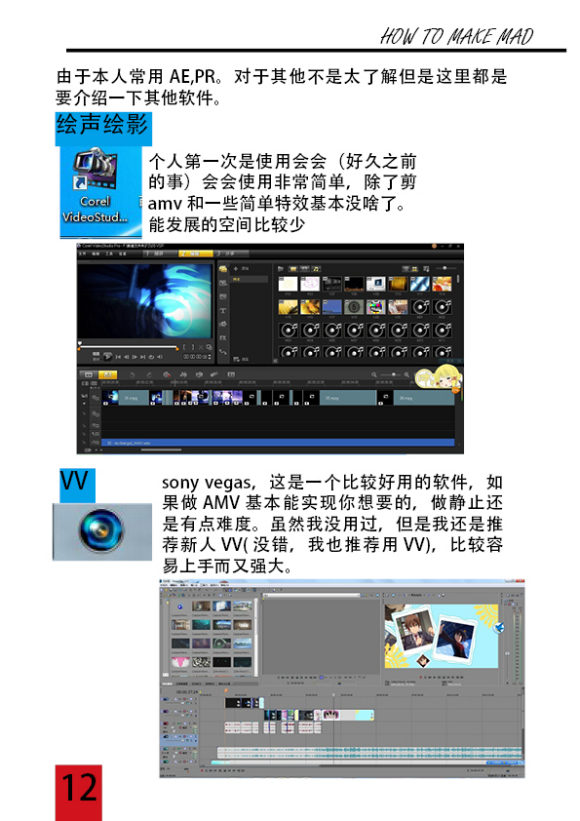 HOW TO MAKE MAD
由于本人常用 AE,PR。对于其他不是太了解但是这里都是
要介绍一下其他软件。
绘声绘影
Corel
VideoStud...
个人第一次是使用会会（好久之前
的事）会会使用非常简单，除了剪
amv 和一些简单特效基本没啥了。
能发展的空间比较少
VV
sony vegas，这是一个比较好用的软件，如
果做 AMV 基本能实现你想要的，做静止还
是有点难度。虽然我没用过，但是我还是推
荐新人 VV( 没错，我也推荐用 VV)，比较容
易上手而又强大。
12